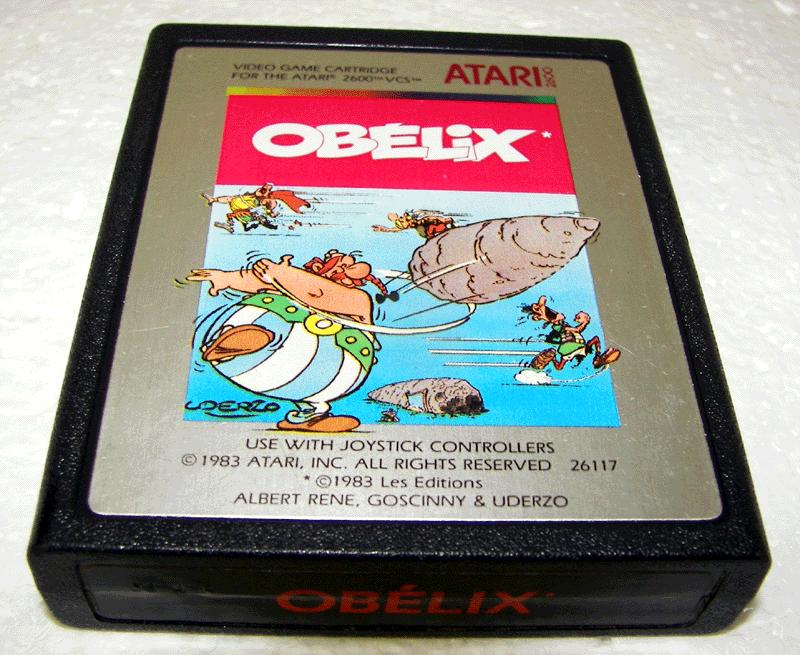 VIDEO GAME CARTRIDGE
FOR THE ATARI® 2600™ VCS™
ATARI 2600
OBÉLiX*
UDERZO
USE WITH JOYSTICK CONTROLLERS
©1983 ATARI, INC. ALL RIGHTS RESERVED 26117
* ©1983 Les Editions
ALBERT RENE, GOSCINNY & UDERZO
OBÉLIX*